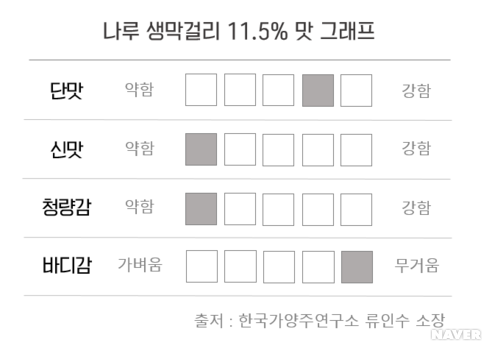 나루 생막걸리 11.5% 맛 그래프
단맛 약함 강함
신맛 약함 강함
청량감 약함 강함
바디감 가벼움 무거움
출처 : 한국가양주연구소 류인수 소장
NAVER